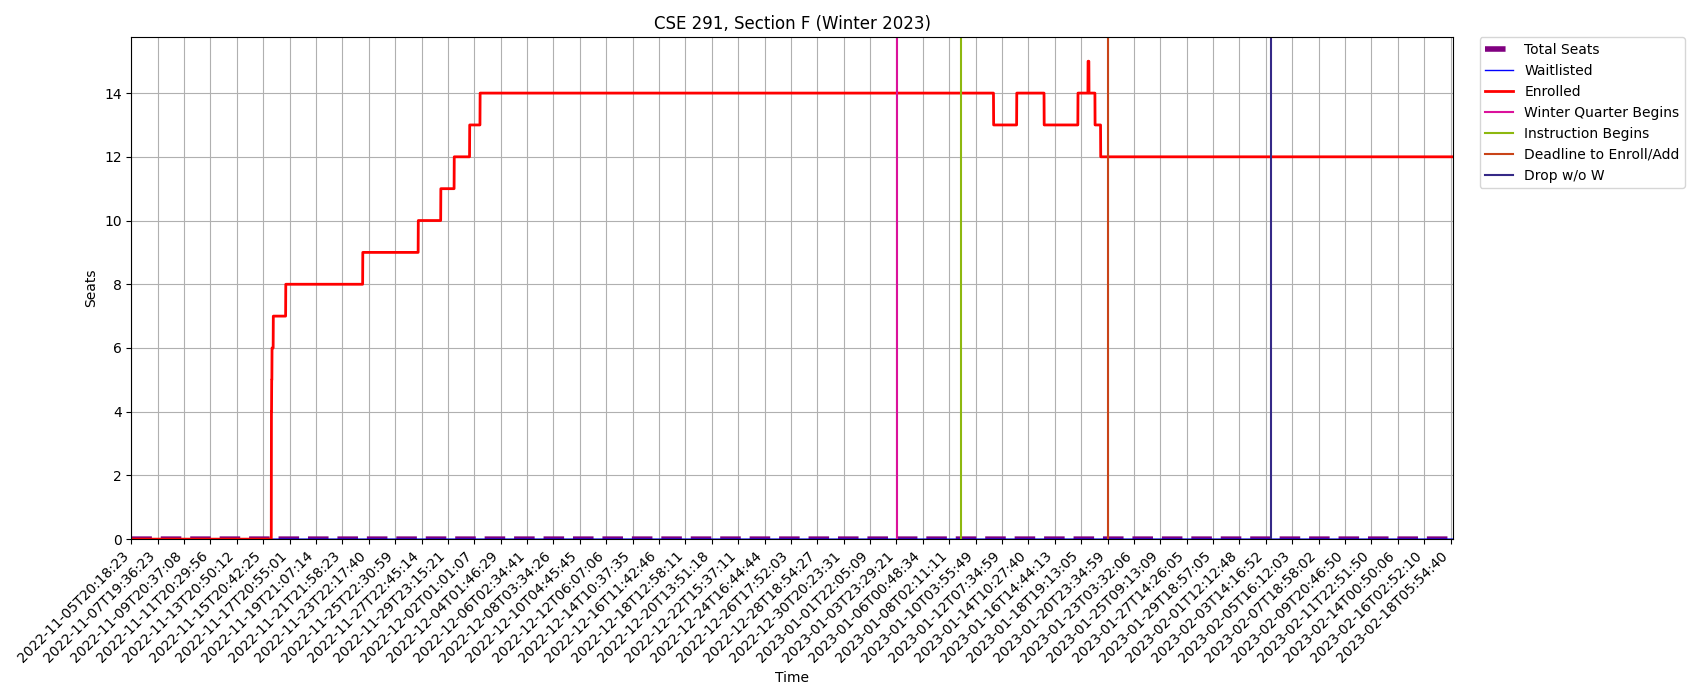 CSE 291, Section F (Winter 2023)
Total Seats
Waitlisted
Enrolled
Winter Quarter Begins
Instruction Begins
Deadline to Enroll/Add
Drop w/o W
Seats
14
12
10
8
6
4
2
0
2022-11-05T20:18:23
2022-11-07T19:36:23
2022-11-09T20:37:08
2022-11-11T20:29:56
2022-11-13T20:50:12
2022-11-15T20:42:25
2022-11-17T20:55:01
2022-11-19T21:07:14
2022-11-21T21:58:23
2022-11-23T22:17:40
2022-11-25T22:30:59
2022-11-27T22:45:14
2022-11-29T23:15:21
2022-12-02T01:01:07
2022-12-04T01:46:29
2022-12-06T02:34:41
2022-12-08T03:34:26
2022-12-10T04:45:45
2022-12-12T06:07:06
2022-12-14T10:37:35
2022-12-16T11:42:46
2022-12-18T12:58:11
2022-12-20T13:51:18
2022-12-22T15:37:11
2022-12-24T16:44:44
2022-12-26T17:52:03
2022-12-28T18:54:27
2022-12-30T20:23:31
2023-01-01T22:05:09
2023-01-03T23:29:21
2023-01-06T00:48:34
2023-01-08T02:11:11
2023-01-10T03:55:49
2023-01-12T07:34:59
2023-01-14T10:27:40
2023-01-16T14:44:13
2023-01-18T19:13:05
2023-01-20T23:34:59
2023-01-23T03:32:06
2023-01-25T09:13:09
2023-01-27T14:26:05
2023-01-29T18:57:05
2023-02-01T12:12:48
2023-02-03T14:16:52
2023-02-05T16:12:03
2023-02-07T18:58:02
2023-02-09T20:46:50
2023-02-11T22:51:50
2023-02-14T00:50:06
2023-02-16T02:52:10
2023-02-18T05:54:40
Time